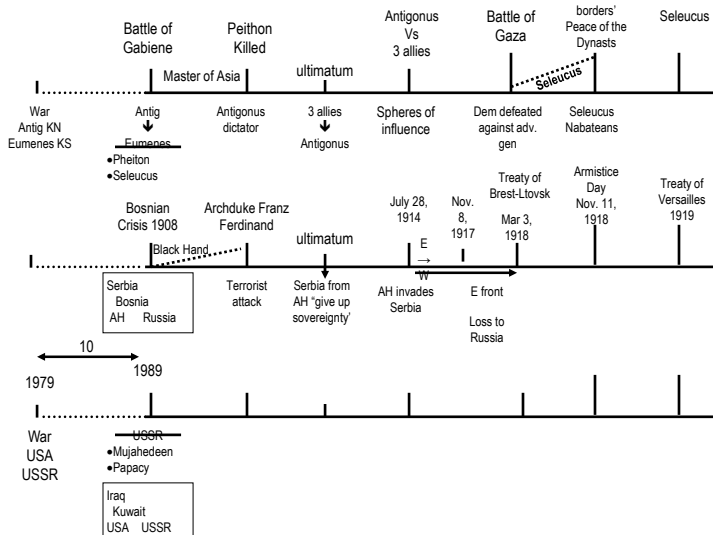 Battle of
Gabiene
Peithon
Killed
Antigonus
Vs
3 allies
Battle of
Gaza
borders'
Peace of the
Dynasts
Seleucus
Master of Asia
ultimatum
Seleucus
War
Antig KN
Eumenes KS
Antig
Eumenes
•Pheiton
•Seleucus
Antigonus
dictator
3 allies
Antigonus
Spheres of
influence
Dem defeated
against adv.
gen
Seleucus
Nabateans
Bosnian
Crisis 1908
Archduke Franz
Ferdinand
ultimatum
July 28,
1914
Nov.
8,
1917
Treaty of
Brest-Ltovsk
Mar 3,
1918
Armistice
Day
Nov. 11,
1918
Treaty of
Versailles
1919
Black Hand
E
→
W
Serbia
Bosnia
AH Russia
Terrorist
attack
Serbia from
AH "give up
sovereignty'
AH invades
Serbia
E front
Loss to
Russia
10
1979
1989
War
USA
USSR
USSR
•Mujahedeen
•Papacy
Iraq
Kuwait
USA USSR